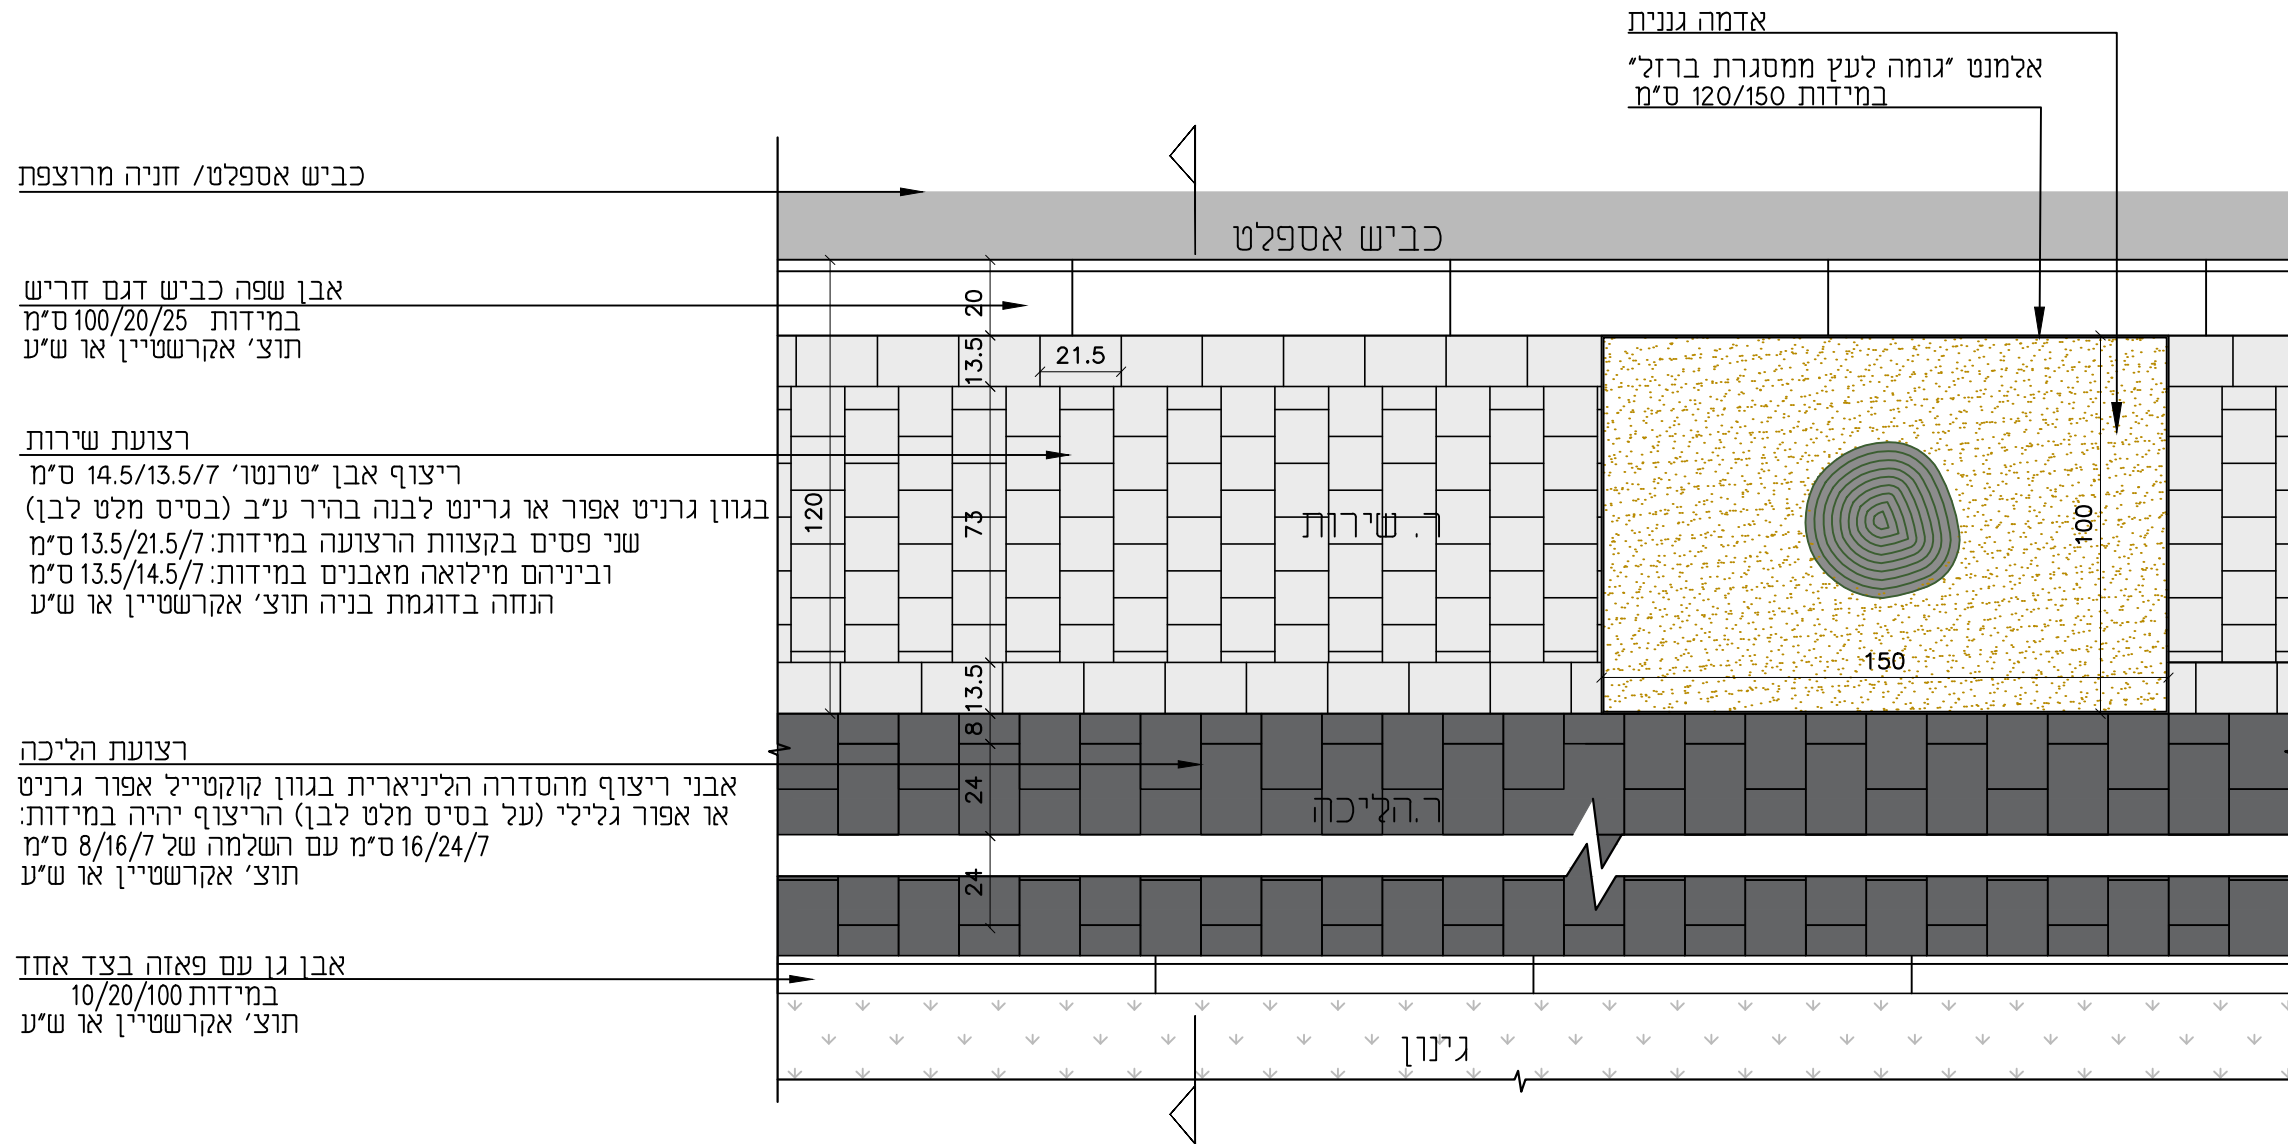 אדמה גננית
אלמנט "גומה לעץ ממסגרת ברזל"
במידות 120/150 ס"מ
כביש אספלט/ חניה מרוצפת
כביש אספלט
אבן שפה כביש דגם חריש
במידות 100/20/25 ס"מ
תוצ' אקרשטיין או ש"ע
20
13.5
21.5
רצועת שירות
ריצוף אבן "טרנטו' 14.5/13.5/7 ס"מ
בגוון גרניט אפור או גרינט לבנה בהיר ע"ב (בסיס מלט לבן)
שני פסים בקצוות הרצועה במידות: 13.5/21.5/7 ס"מ
וביניהם מילואה מאבנים במידות: 13.5/14.5/7 ס"מ
הנחה בדוגמת בניה תוצ' אקרשטיין או ש"ע
120
73
ר. שירות
100
150
13.5
8
רצועת הליכה
אבני ריצוף מהסדרה הליניארית בגוון קוקטייל אפור גרניט
או אפור גלילי (על בסיס מלט לבן) הריצוף יהיה במידות:
16/24/7 ס"מ עם השלמה של 8/16/7 ס"מ
תוצ' אקרשטיין או ש"ע
24
ר.הליכה
24
אבן גן עם פאזה בצד אחד
במידות 10/20/100
תוצ' אקרשטיין או ש"ע
גינון